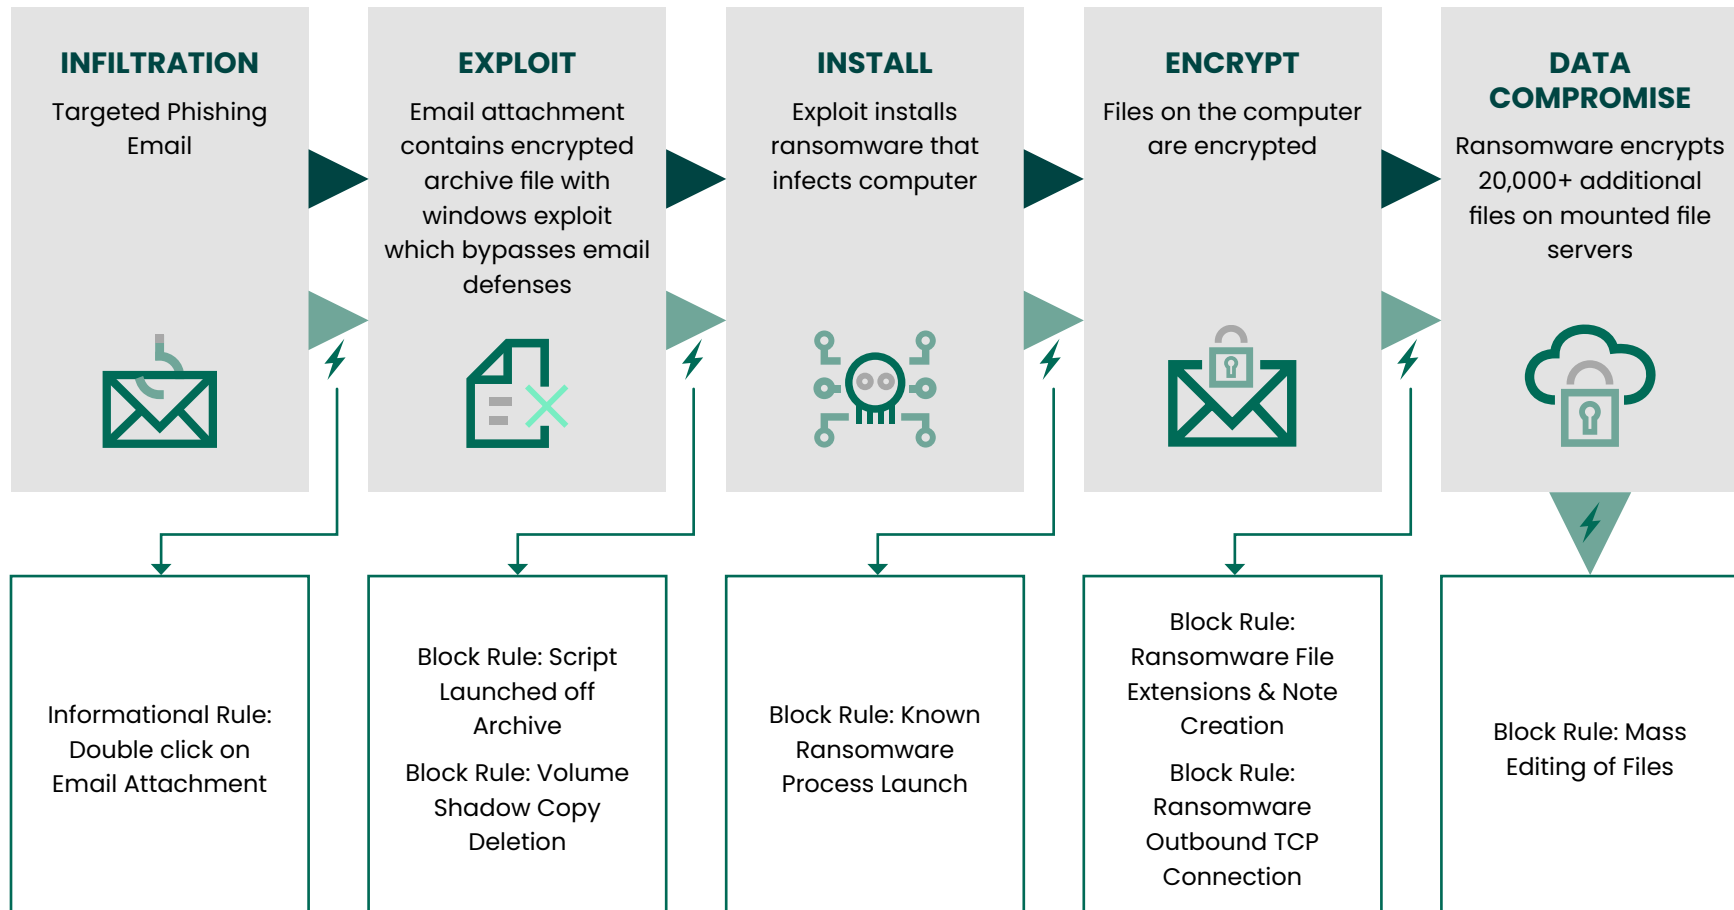 INFILTRATION
Targeted Phishing
Email
EXPLOIT
Email attachment
contains encrypted
archive file with
windows exploit
which bypasses email
defenses
INSTALL
Exploit installs
ransomware that
infects computer
ENCRYPT
Files on the computer
are encrypted
DATA
COMPROMISE
Ransomware encrypts
20,000+ additional
files on mounted file
servers
Informational Rule:
Double click on
Email Attachment
Block Rule: Script
Launched off
Archive
Block Rule: Volume
Shadow Copy
Deletion
Block Rule: Known
Ransomware
Process Launch
Block Rule:
Ransomware File
Extensions & Note
Creation
Block Rule:
Ransomware
Outbound TCP
Connection
Block Rule: Mass
Editing of Files